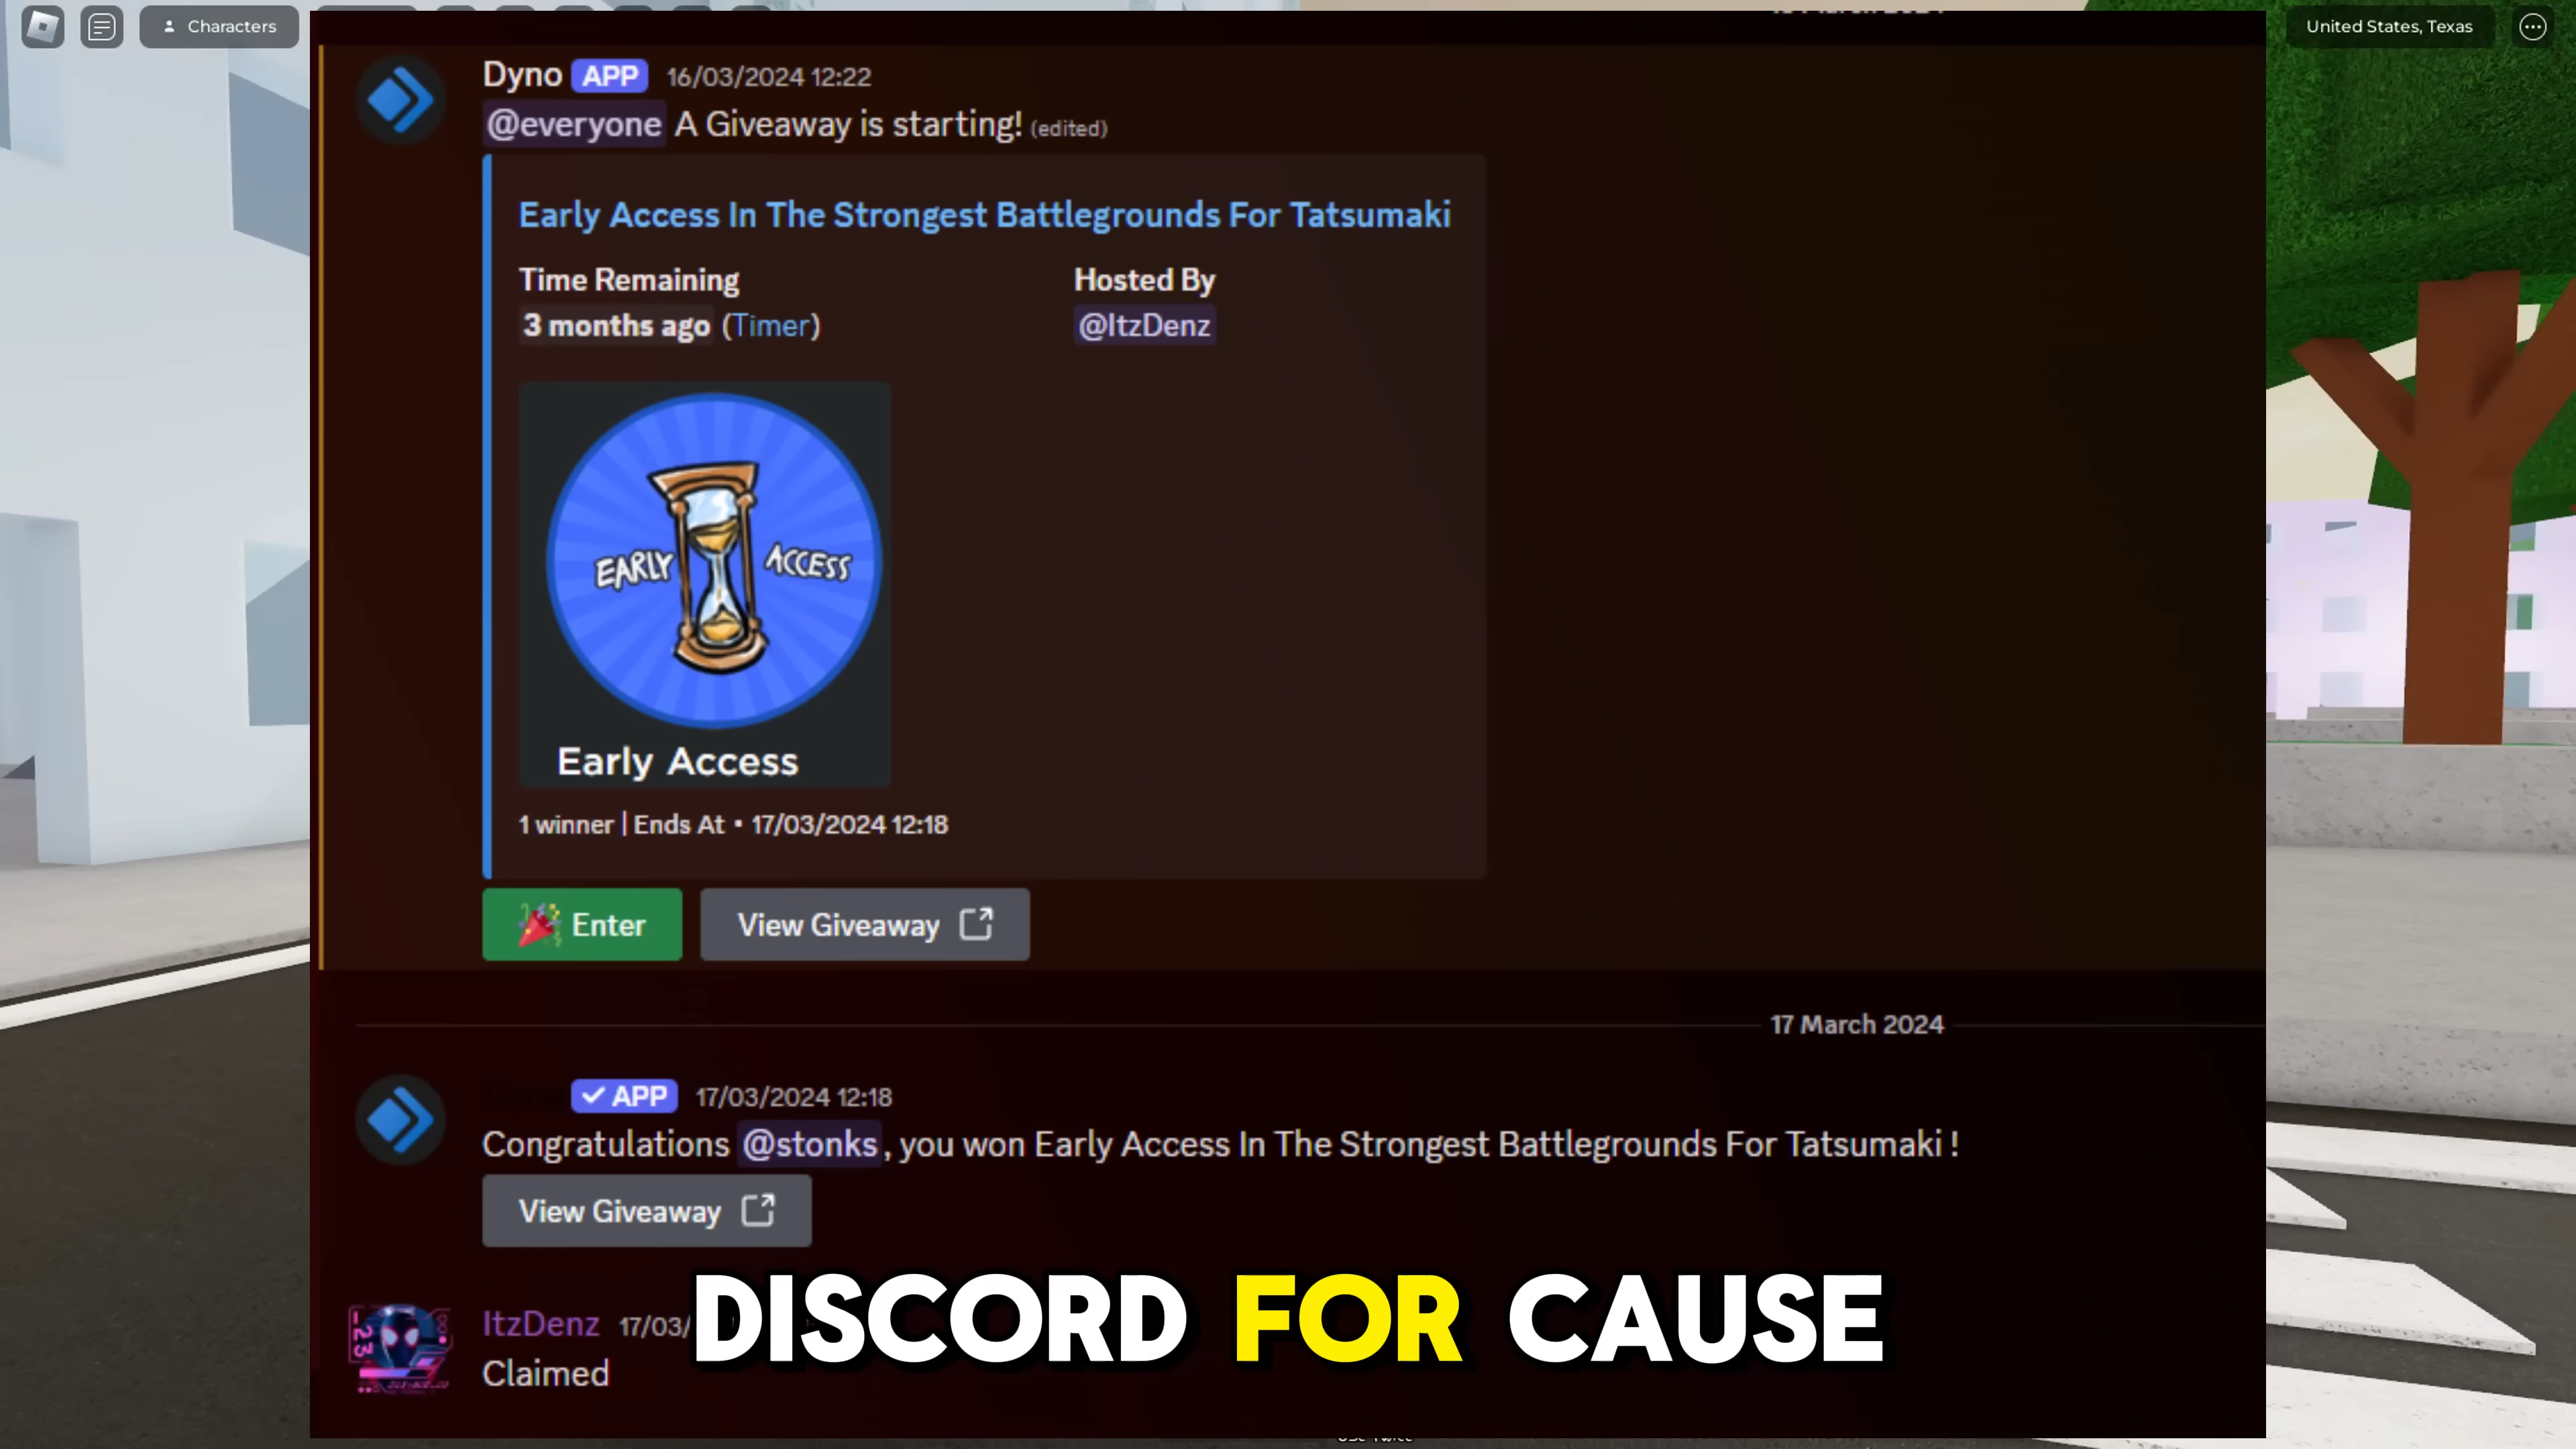 Characters
United States, Texas
Dyno APP 16/03/2024 12:22
@everyone A Giveaway is starting! (edited)
Early Access In The Strongest Battlegrounds For Tatsumaki
Time Remaining
Hosted By
3 months ago (Timer)
@ItzDenz
EARLY ACCESS
Early Access
1 winner | Ends At • 17/03/2024 12:18
Enter
View Giveaway
17 March 2024
APP 17/03/2024 12:18
Congratulations @stonks, you won Early Access In The Strongest Battlegrounds For Tatsumaki !
View Giveaway
DISCORD FOR CAUSE
ItzDenz 17/03/
Claimed